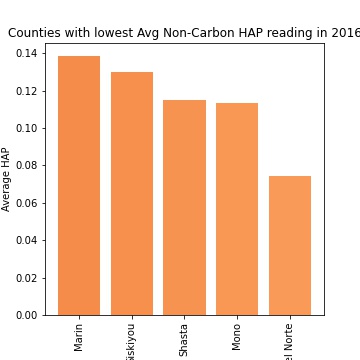 Counties with lowest Avg Non-Carbon HAP reading in 2016
0.14
0.12
0.10
0.08
0.06
0.04
0.02
0.00
Average HAP
Marin
iskiyou
Shasta
Mono
el Norte